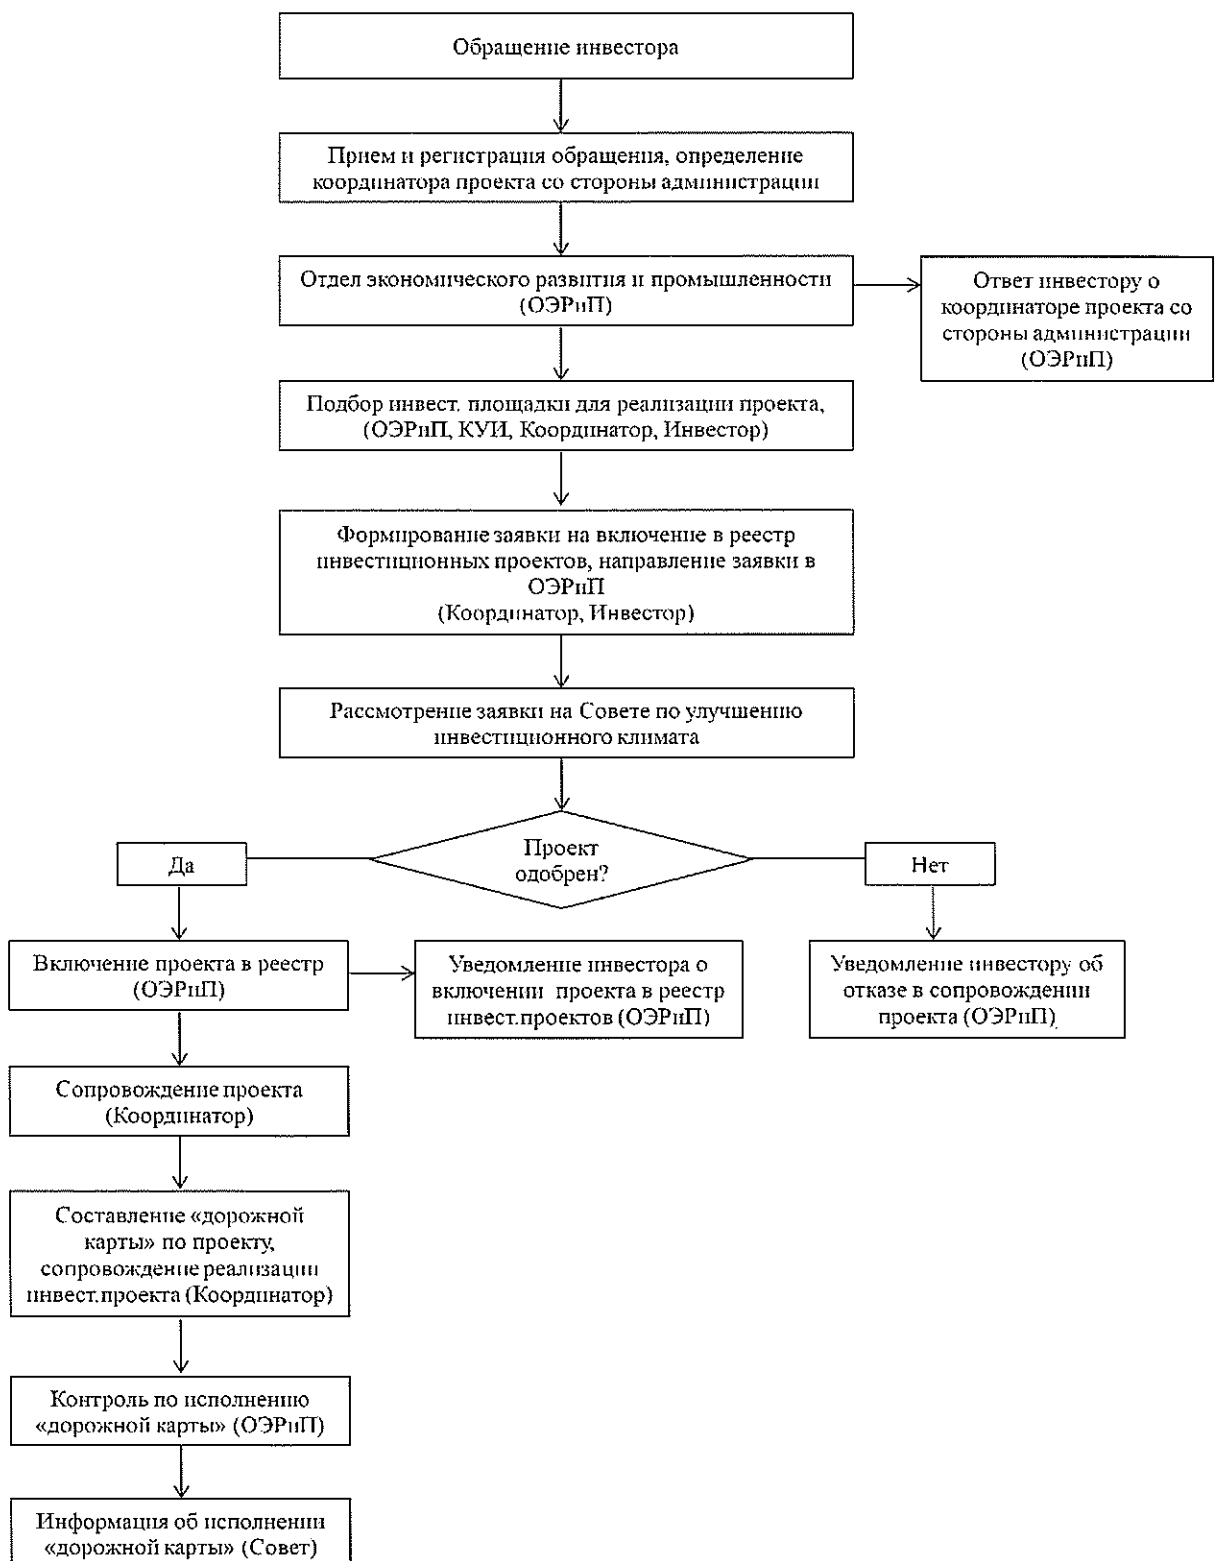 Обращение инвестора
Прием и регистрация обращения, определение
координатора проекта со стороны администрации
Отдел экономического развития и промышленности
(ОЭРиП)
Ответ инвестору о
координаторе проекта со
стороны администрации
(ОЭРиП)
Подбор инвест. площадки для реализации проекта,
(ОЭРиП, КУИ, Координатор, Инвестор)
Формирование заявки на включение в реестр
инвестиционных проектов, направление заявки в
ОЭРиП
(Координатор, Инвестор)
Рассмотрение заявки на Совете по улучшению
инвестиционного климата
Проект
одобрен?
Да
Нет
Включение проекта в реестр
(ОЭРиП)
Уведомление инвестора о
включении проекта в реестр
инвест.проектов (ОЭРиП)
Уведомление инвестору об
отказе в сопровождении
проекта (ОЭРиП)
Сопровождение проекта
(Координатор)
Составление «дорожной
карты» по проекту,
сопровождение реализации
инвест.проекта (Координатор)
Контроль по исполнению
«дорожной карты» (ОЭРиП)
Информация об исполнении
«дорожной карты» (Совет)